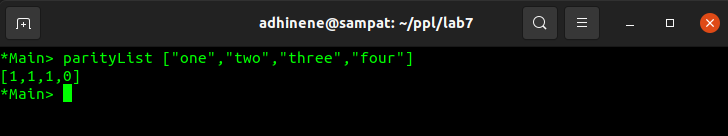 adhinene@sampat: ~/ppl/lab7
*Main> parityList ["one","two","three","four"]
[1,1,1,0]
*Main>